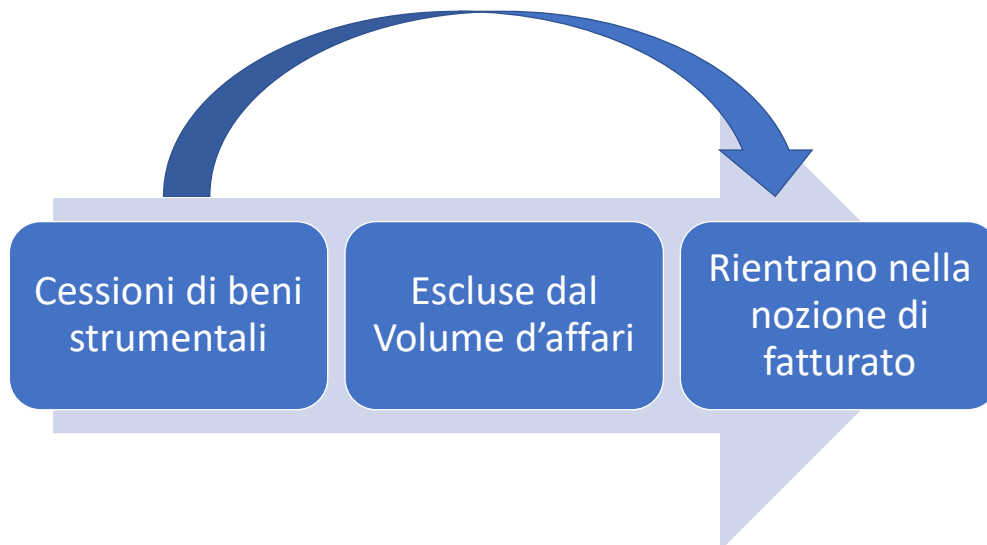 Cessioni di beni
strumentali
Escluse dal
Volume d’affari
Rientrano nella
nozione di
fatturato